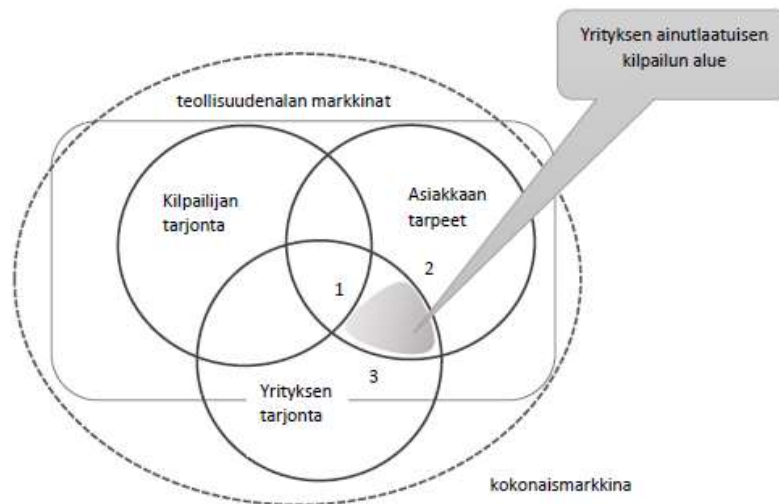 Yrityksen ainutlaatuisen
kilpailun alue
teollisuudenalan markkinat
Kilpailijan
tarjonta
Asiakkaan
tarpeet
1
2
3
Yrityksen
tarjonta
kokonaismarkkina